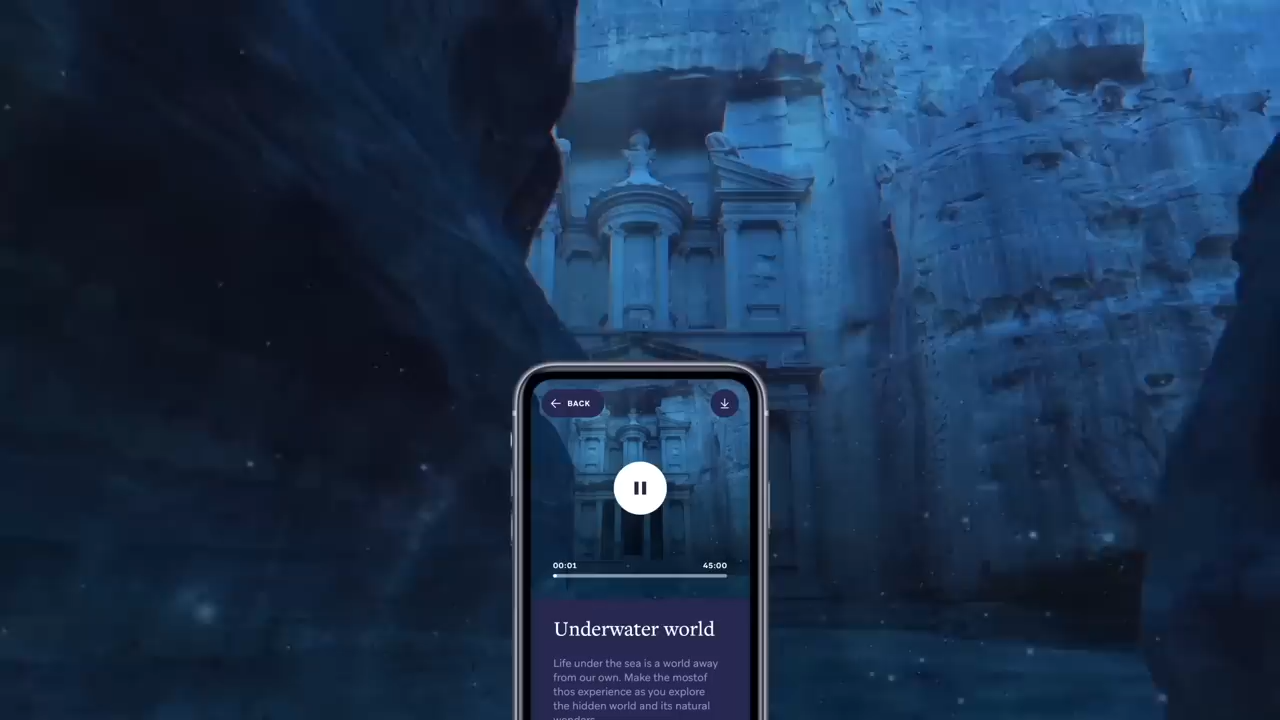 BACK
00:01 45:00
Underwater world
Life under the sea is a world away
from our own. Make the mostof
thos experience as you explore
the hidden world and its natural
wonders